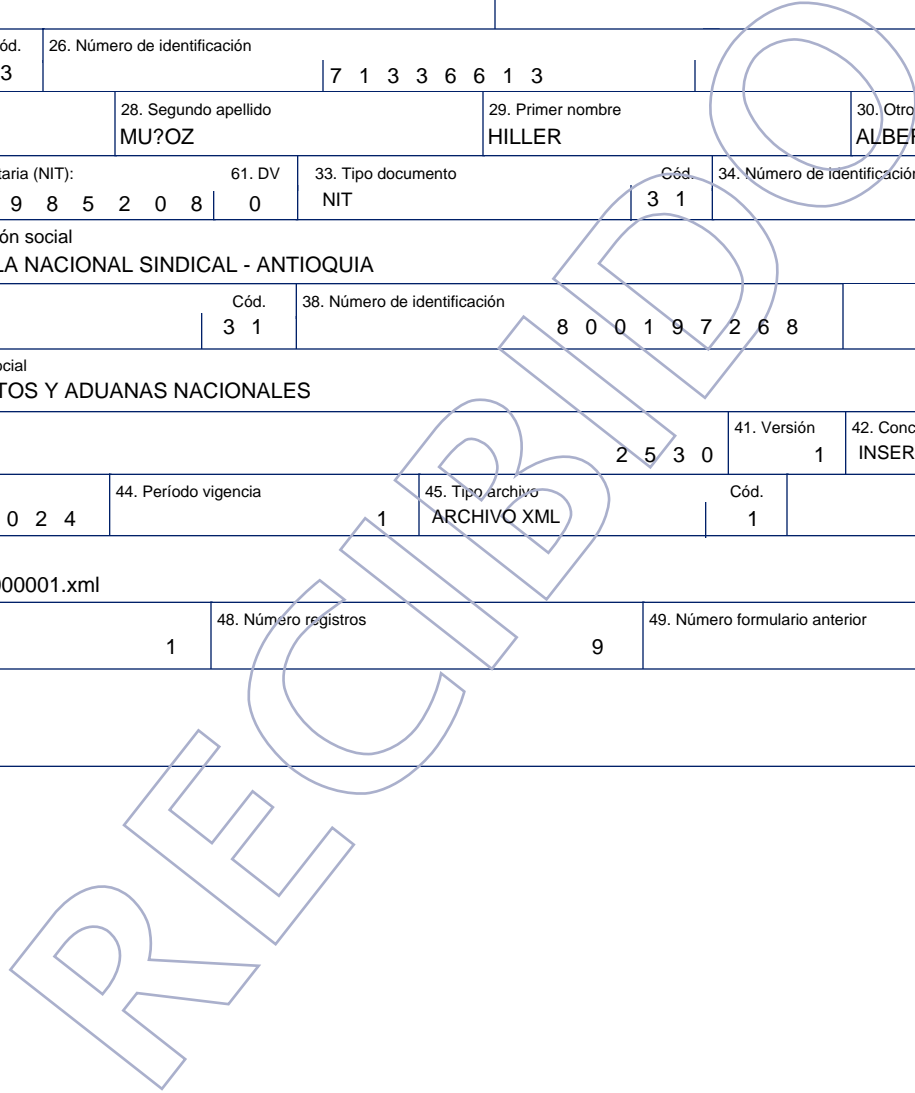 ód. 26. Número de identificación
3 7 1 3 3 6 6 1 3
28. Segundo apellido 29. Primer nombre 30. Otro
MU?OZ HILLER ALBER
taria (NIT): 61. DV 33. Tipo documento Cód. 34. Número de identificación
9 8 5 2 0 8 0 NIT 3 1
ón social
LA NACIONAL SINDICAL - ANTIOQUIA
Cód. 38. Número de identificación
3 1 8 0 0 1 9 7 2 6 8
ocial
TOS Y ADUANAS NACIONALES
41. Versión 42. Conc
2 5 3 0 1 INSER
44. Período vigencia 45. Tipo archivo Cód.
0 2 4 1 ARCHIVO XML 1
000001.xml
48. Número registros 49. Número formulario anterior
1 9
RECIBIDO